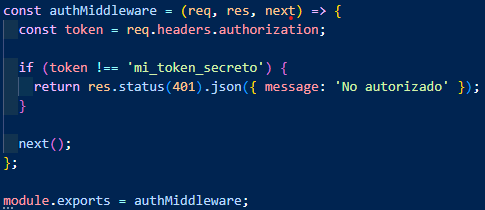 const authMiddleware = (req, res, next) => {
  const token = req.headers.authorization;

  if (token !== 'mi_token_secreto') {
    return res.status(401).json({ message: 'No autorizado' });
  }

  next();
};

module.exports = authMiddleware;